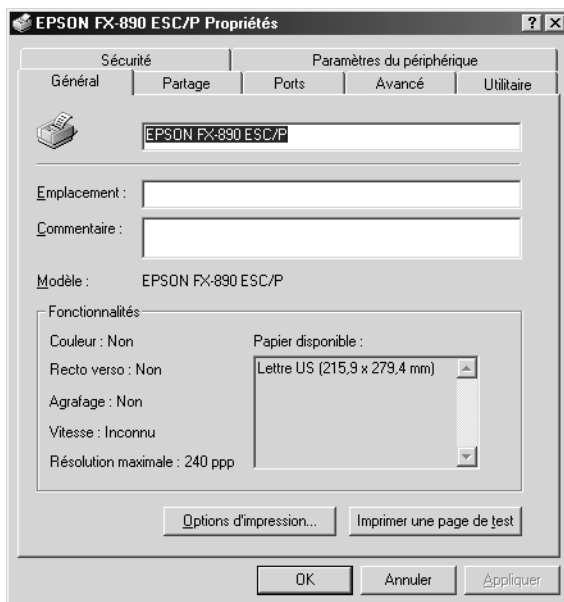 EPSON FX-890 ESC/P Propriétés
Sécurité Paramètres du périphérique
Général Partage Ports Avancé Utilitaire
EPSON FX-890 ESC/P
Emplacement :
Commentaire :
Modèle : EPSON FX-890 ESC/P
Fonctionnalités
Couleur : Non Papier disponible :
Recto verso : Non Lettre US (215,9 x 279,4 mm)
Agrafage : Non
Vitesse : Inconnu
Résolution maximale : 240 ppp
Options d'impression... Imprimer une page de test
OK Annuler Appliquer